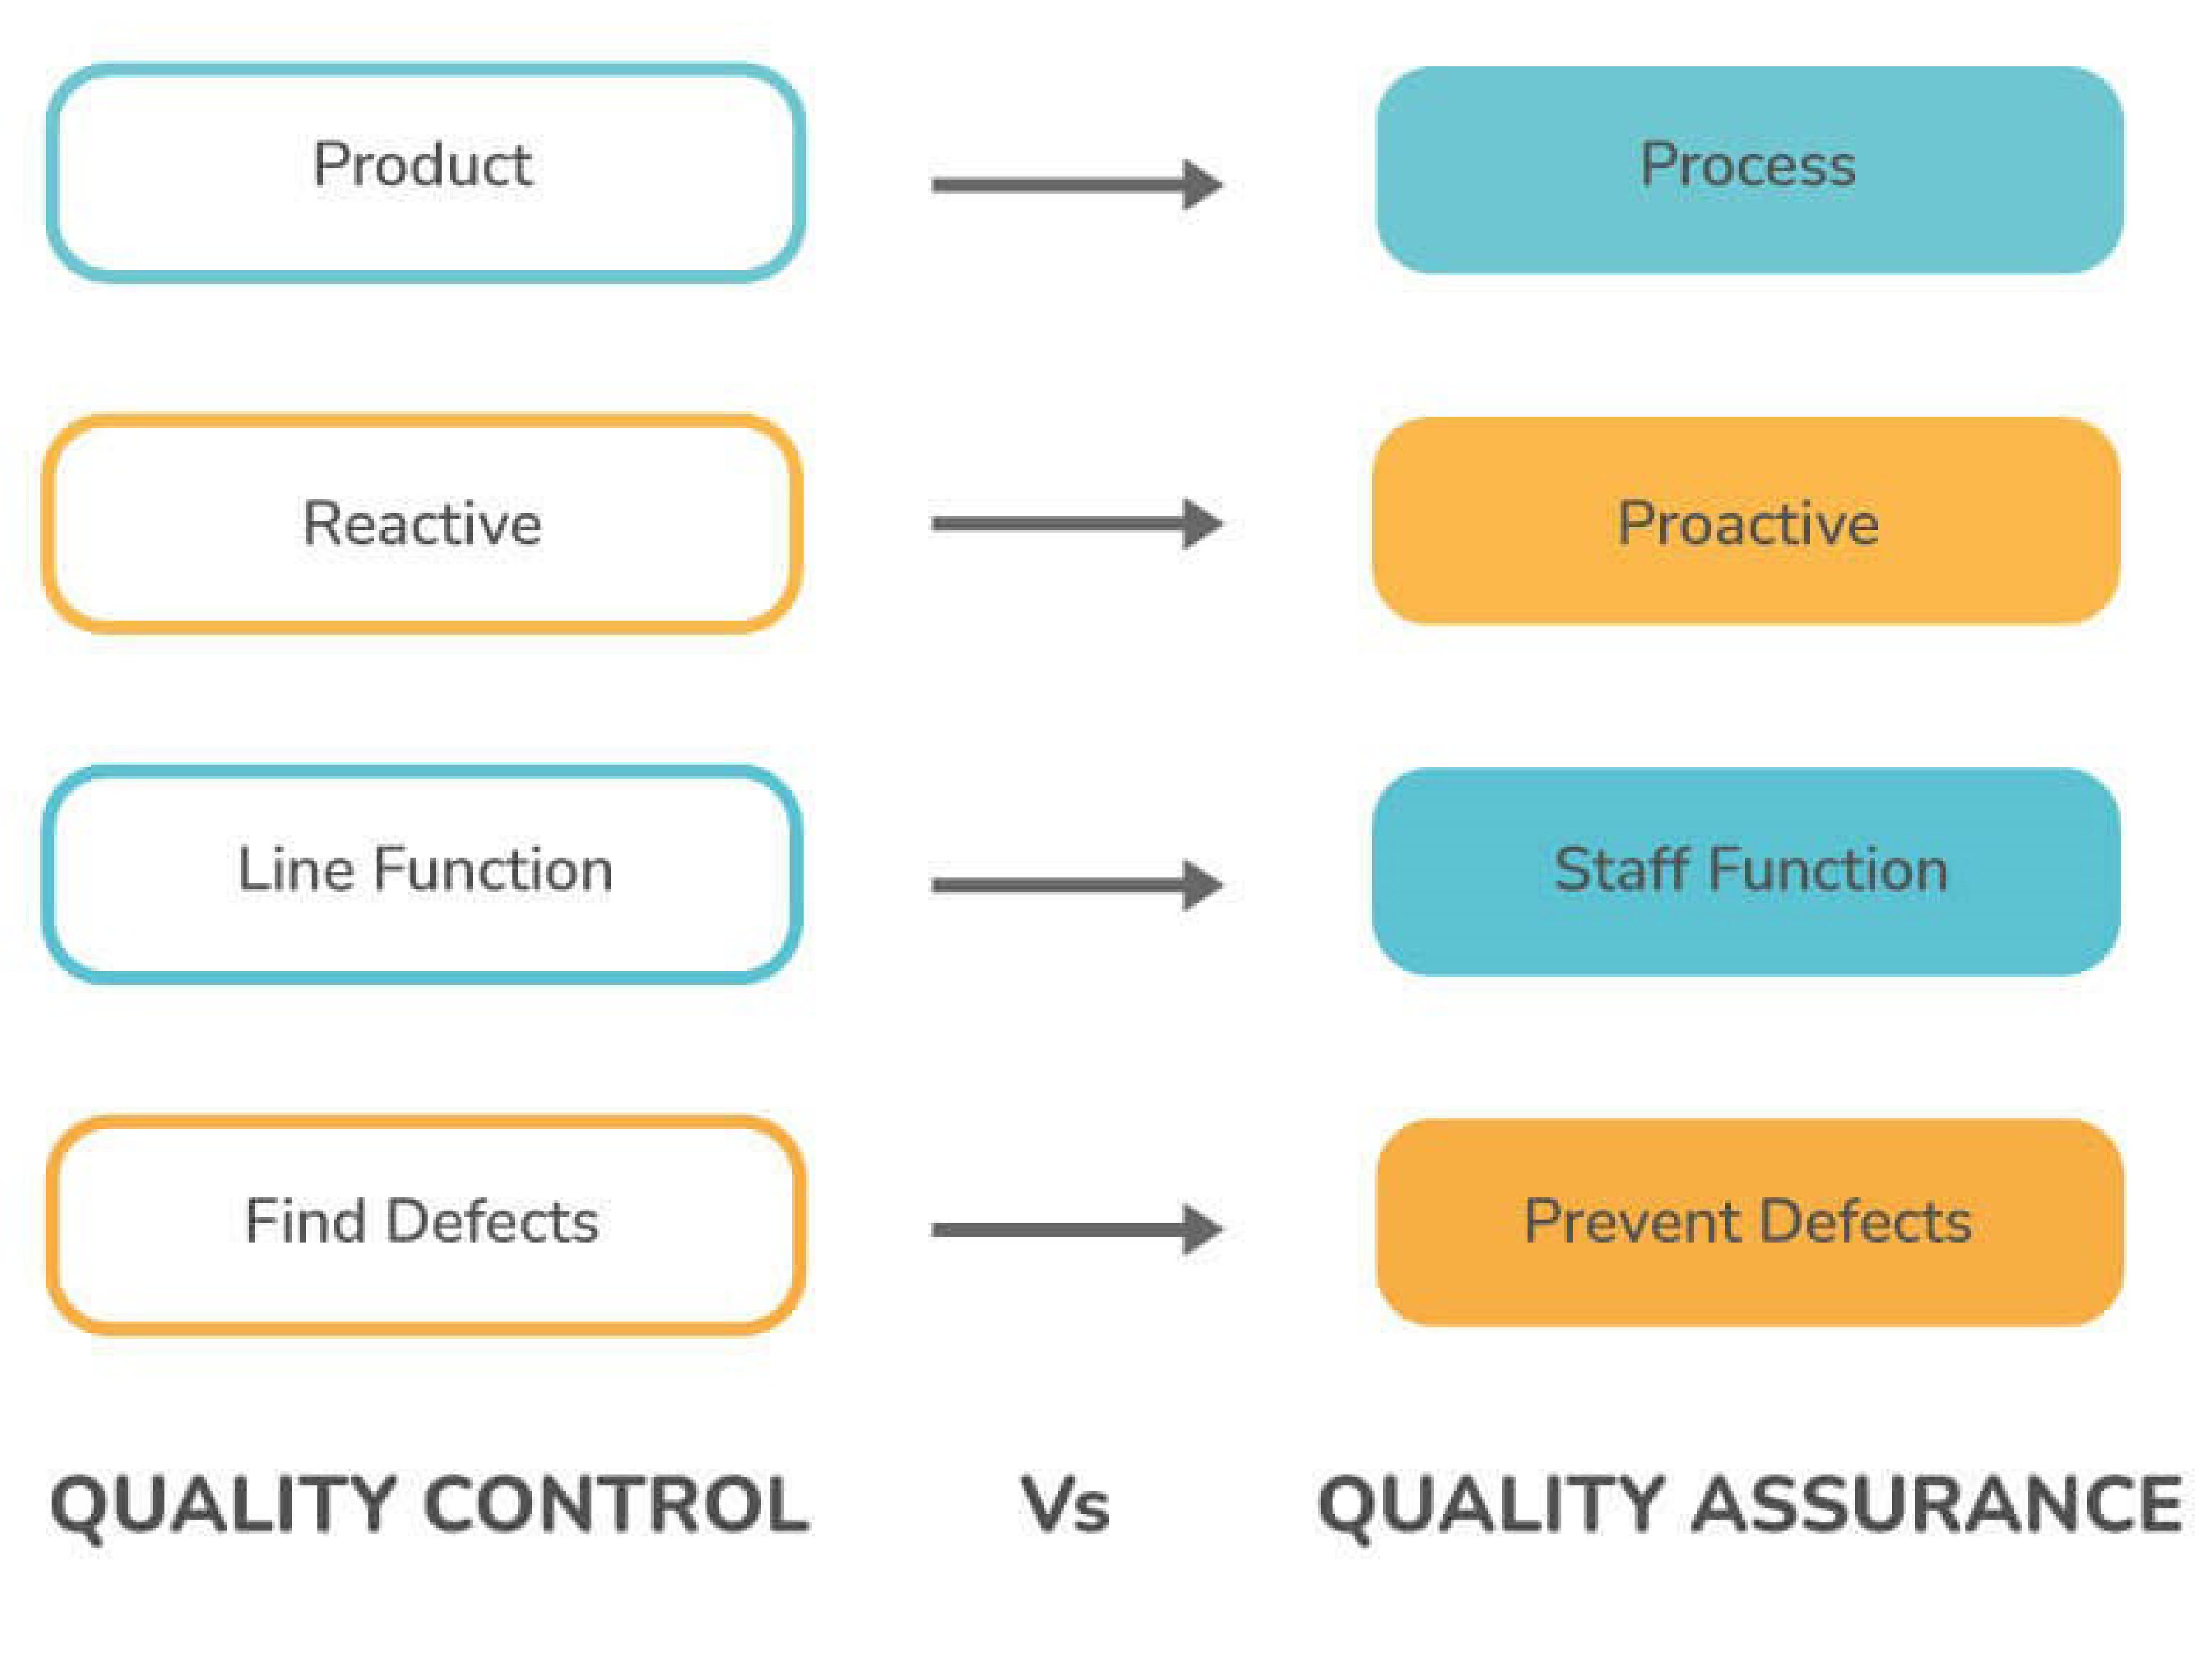 Product
Process
Reactive
Proactive
Line Function
Staff Function
Find Defects
Prevent Defects
QUALITY CONTROL Vs QUALITY ASSURANCE